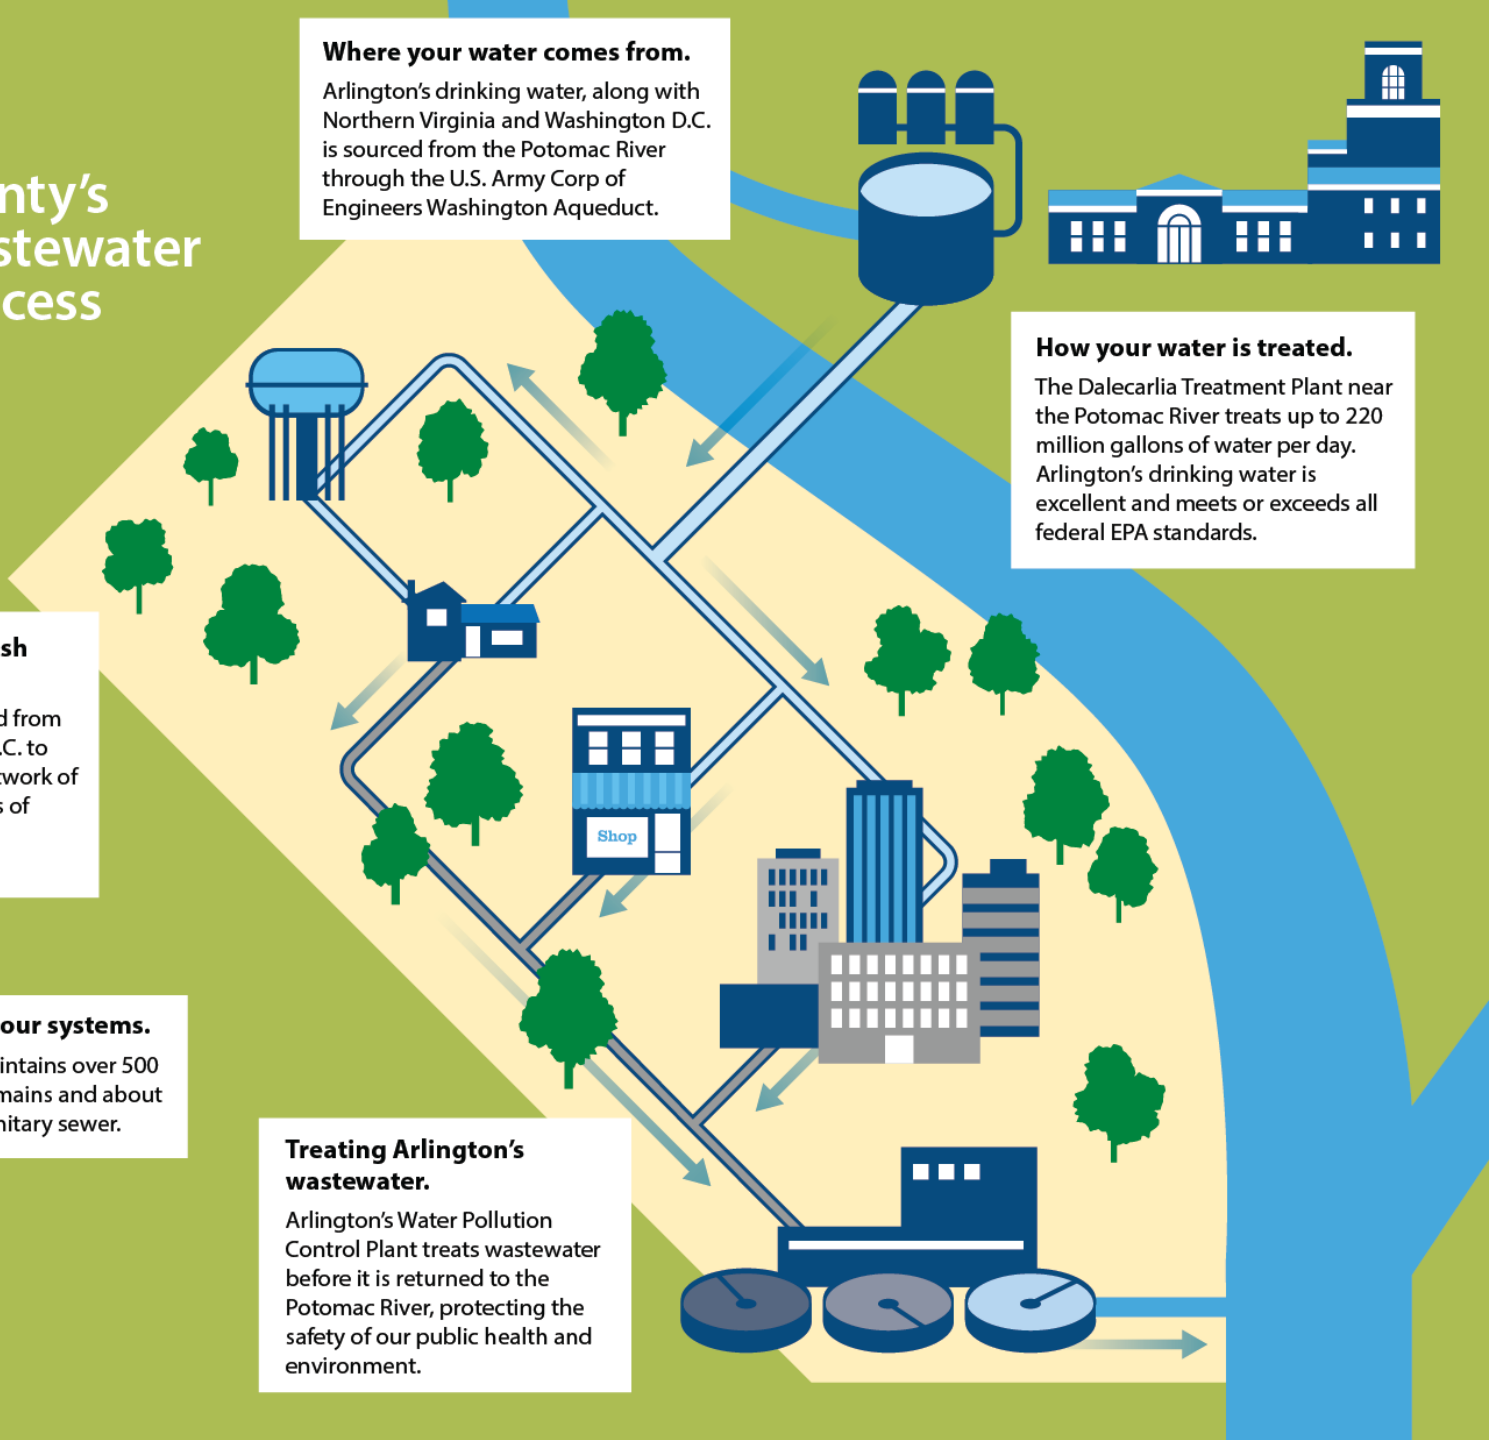 nty's
stewater
cess
Where your water comes from.
Arlington's drinking water, along with
Northern Virginia and Washington D.C.
is sourced from the Potomac River
through the U.S. Army Corp of
Engineers Washington Aqueduct.
How your water is treated.
The Dalecarlia Treatment Plant near
the Potomac River treats up to 220
million gallons of water per day.
Arlington's drinking water is
excellent and meets or exceeds all
federal EPA standards.
sh
d from
.C. to
twork of
s of
Shop
our systems.
intains over 500
mains and about
nitary sewer.
Treating Arlington's
wastewater.
Arlington's Water Pollution
Control Plant treats wastewater
before it is returned to the
Potomac River, protecting the
safety of our public health and
environment.